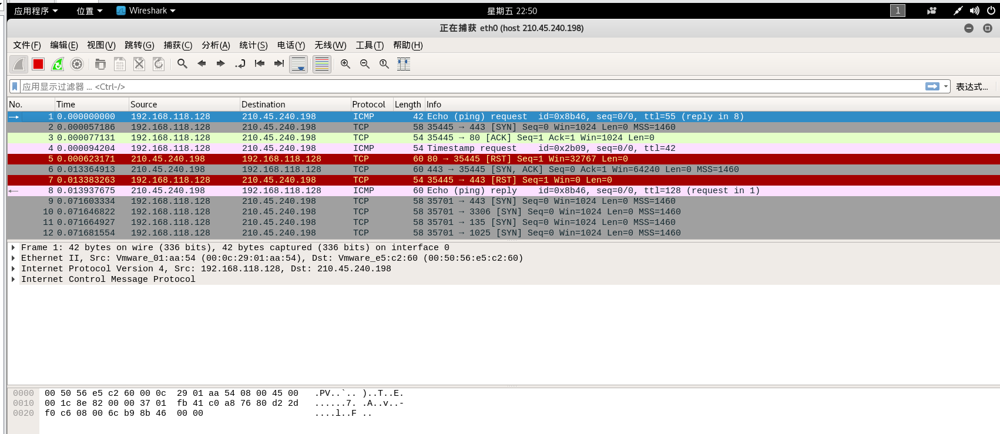 应用程序 位置 Wireshark 星期五 22:50 1
正在捕获 eth0 (host 210.45.240.198)
文件(F) 编辑(E) 视图(V) 跳转(G) 捕获(C) 分析(A) 统计(S) 电话(Y) 无线(W) 工具(T) 帮助(H)
应用显示过滤器 ... <Ctrl-/> 表达式...
No. Time Source Destination Protocol Length Info
1 0.000000000 192.168.118.128 210.45.240.198 ICMP 42 Echo (ping) request id=0x8b46, seq=0/0, ttl=55 (reply in 8)
2 0.000057186 192.168.118.128 210.45.240.198 TCP 58 35445 → 443 [SYN] Seq=0 Win=1024 Len=0 MSS=1460
3 0.000077131 192.168.118.128 210.45.240.198 TCP 54 35445 → 80 [ACK] Seq=1 Ack=1 Win=1024 Len=0
4 0.000094204 192.168.118.128 210.45.240.198 ICMP 54 Timestamp request id=0x2b09, seq=0/0, ttl=42
5 0.000623171 210.45.240.198 192.168.118.128 TCP 60 80 → 35445 [RST] Seq=1 Win=32767 Len=0
6 0.013364913 210.45.240.198 192.168.118.128 TCP 60 443 → 35445 [SYN, ACK] Seq=0 Ack=1 Win=64240 Len=0 MSS=1460
7 0.013383263 192.168.118.128 210.45.240.198 TCP 54 35445 → 443 [RST] Seq=1 Win=0 Len=0
8 0.013937675 210.45.240.198 192.168.118.128 ICMP 60 Echo (ping) reply id=0x8b46, seq=0/0, ttl=128 (request in 1)
9 0.071603334 192.168.118.128 210.45.240.198 TCP 58 35701 → 443 [SYN] Seq=0 Win=1024 Len=0 MSS=1460
10 0.071646822 192.168.118.128 210.45.240.198 TCP 58 35701 → 3306 [SYN] Seq=0 Win=1024 Len=0 MSS=1460
11 0.071664927 192.168.118.128 210.45.240.198 TCP 58 35701 → 135 [SYN] Seq=0 Win=1024 Len=0 MSS=1460
12 0.071681554 192.168.118.128 210.45.240.198 TCP 58 35701 → 1025 [SYN] Seq=0 Win=1024 Len=0 MSS=1460
Frame 1: 42 bytes on wire (336 bits), 42 bytes captured (336 bits) on interface 0
Ethernet II, Src: Vmware_01:aa:54 (00:0c:29:01:aa:54), Dst: Vmware_e5:c2:60 (00:50:56:e5:c2:60)
Internet Protocol Version 4, Src: 192.168.118.128, Dst: 210.45.240.198
Internet Control Message Protocol
0000 00 50 56 e5 c2 60 00 0c 29 01 aa 54 08 00 45 00 .PV..`.. )..T..E.
0010 00 1c 8e 82 00 00 37 01 fb 41 c0 a8 76 80 d2 2d ......7. .A..v..-
0020 f0 c6 08 00 6c b9 8b 46 00 00 ....l..F ..